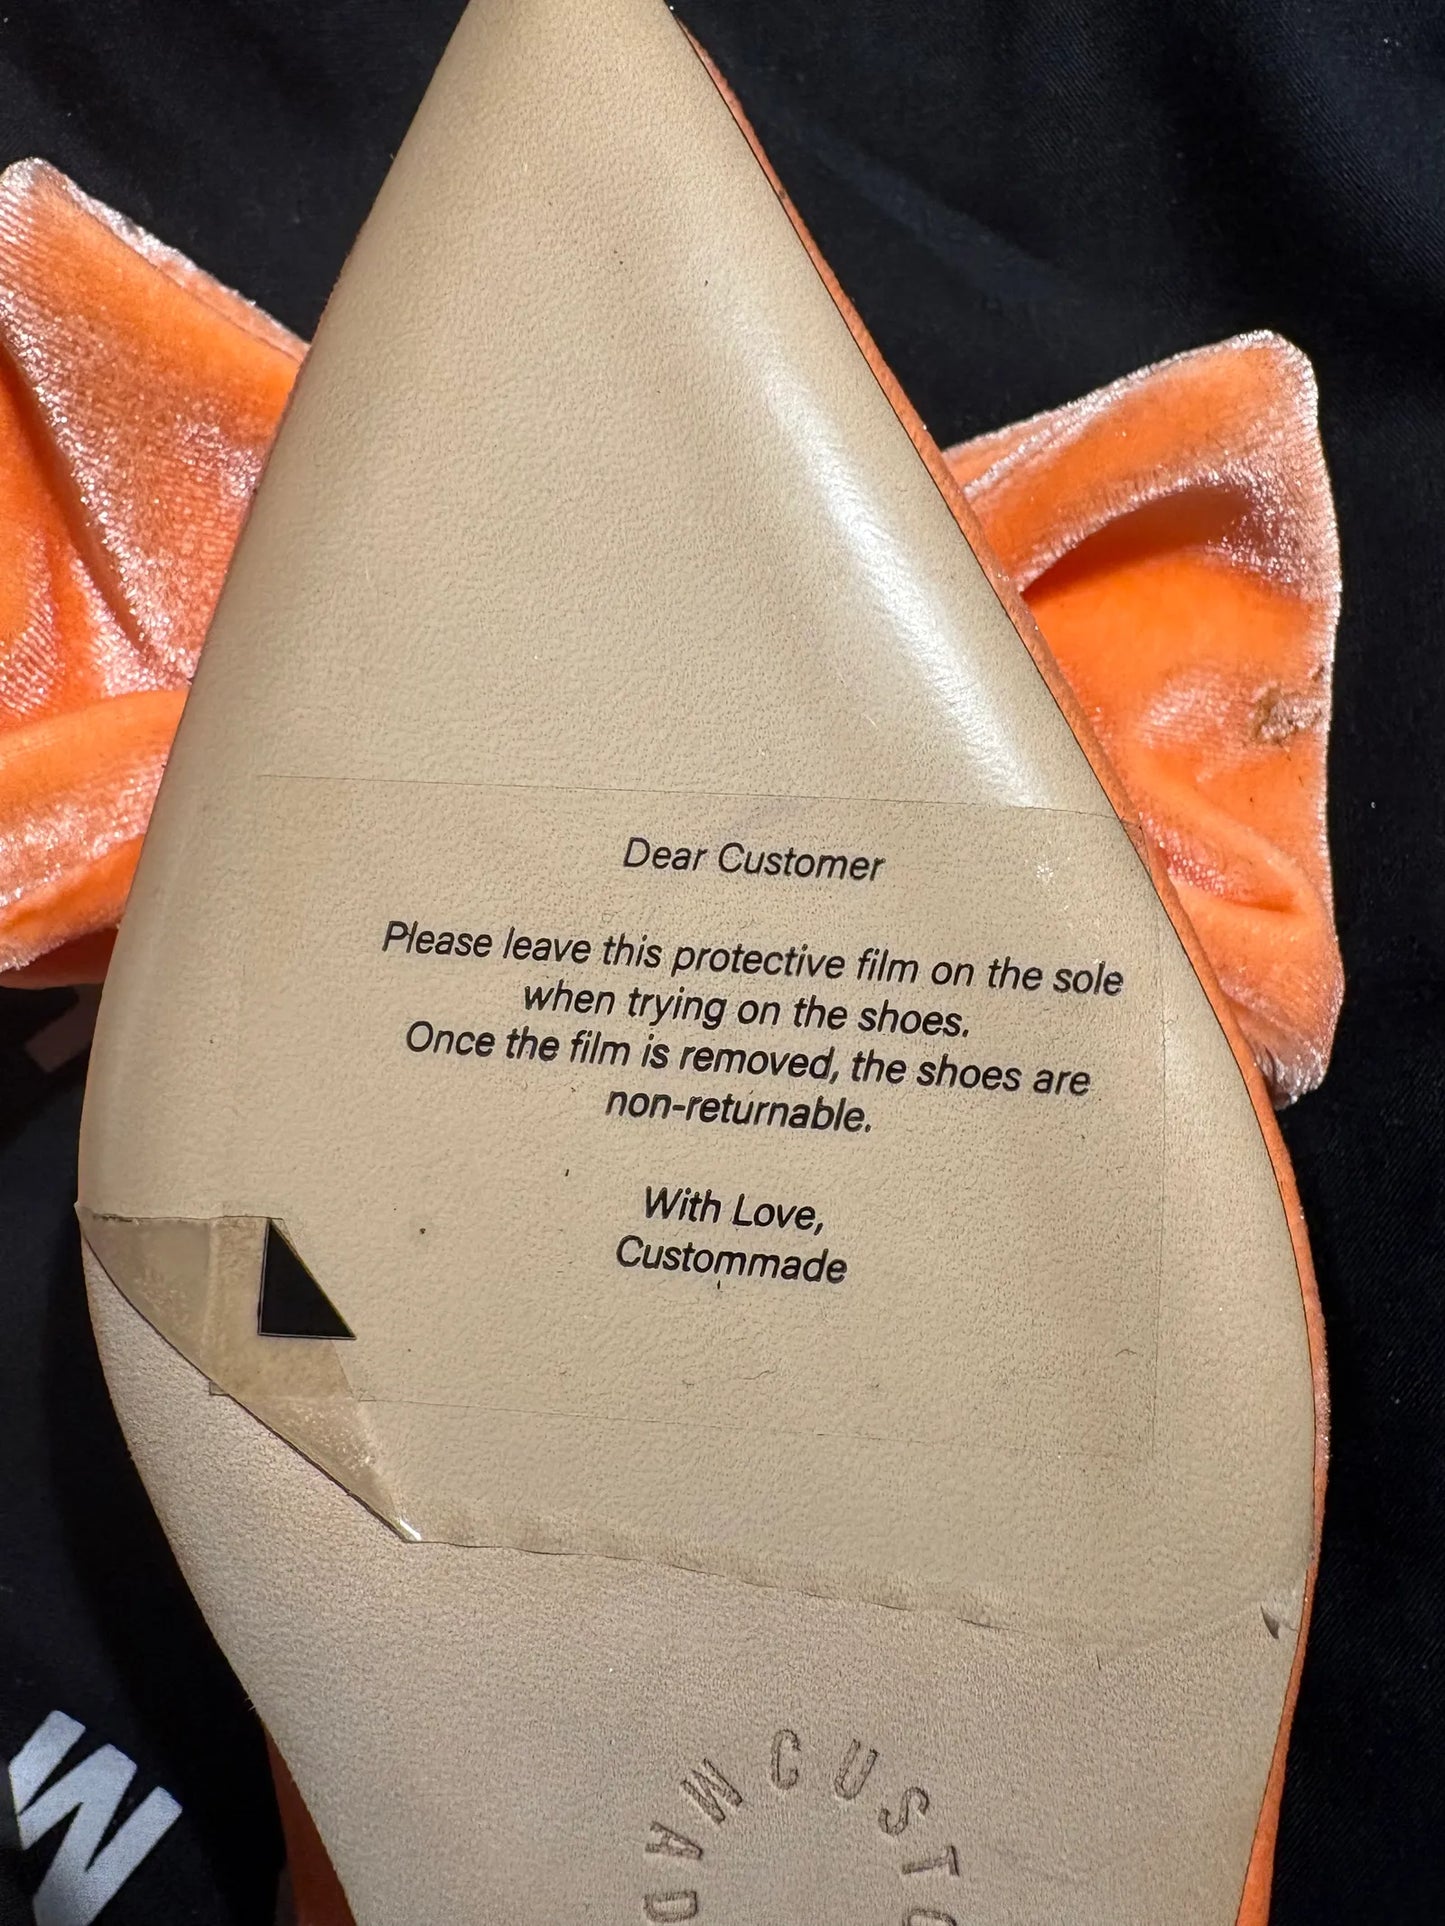 Dear Customer
Please leave this protective film on the sole
when trying on the shoes.
Once the film is removed, the shoes are
non-returnable.
With Love,
Custommade